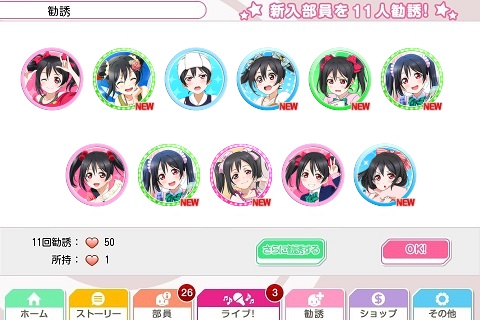 勧誘
新入部員を11人勧誘!
NEW
NEW
NEW
NEW
NEW
NEW
NEW
11回勧誘: 50
所持: 1
さらに勧誘する
OK!
26
3
ホーム
ストーリー
部員
ライブ!
勧誘
ショップ
その他